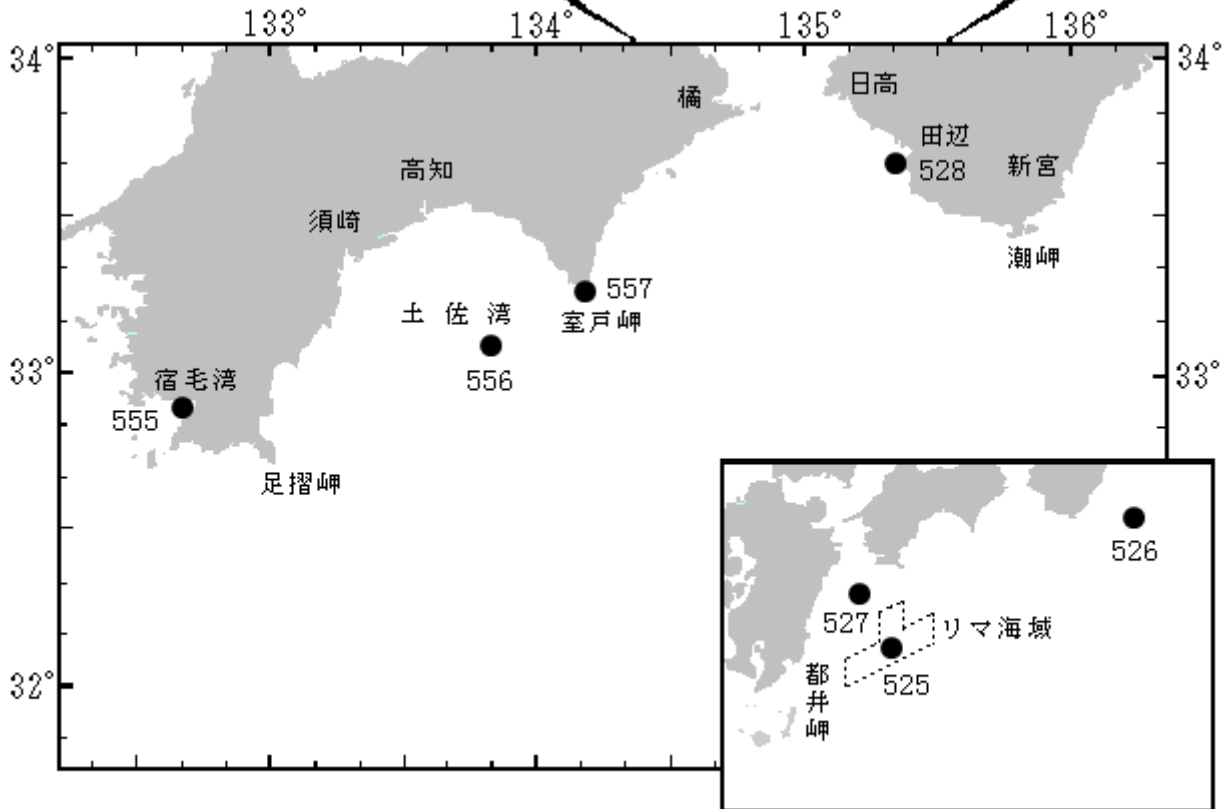 133° 134° 135° 136°
34° 34°
橘
日高
田辺
528
新宮
高知
須崎
潮岬
557
室戸岬
土佐湾
556
33° 33°
宿毛湾
555
足摺岬
526
527
リマ海域
525
都井岬
32°